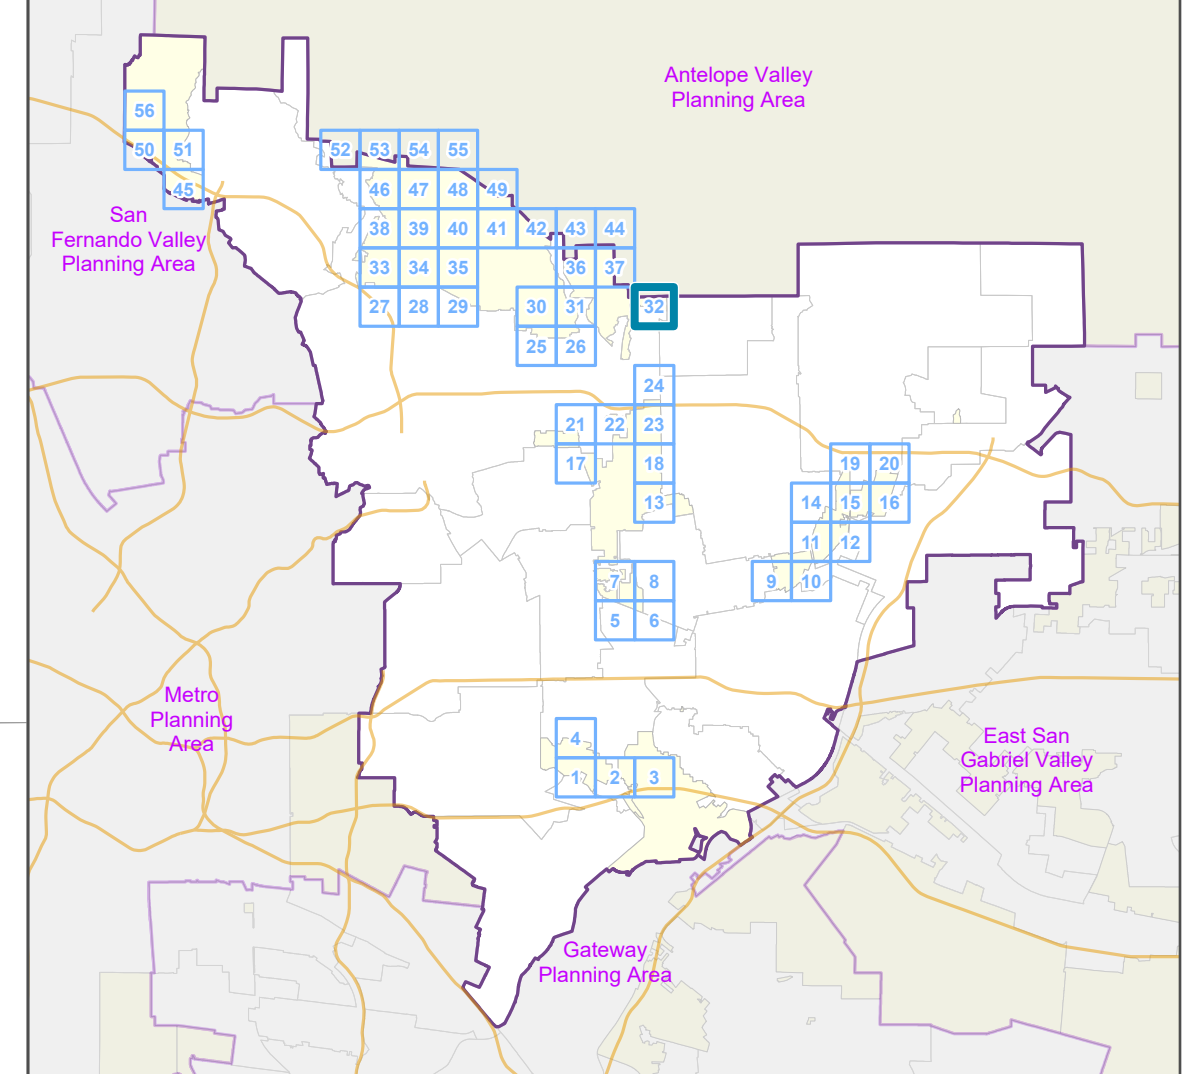 Antelope Valley
Planning Area
56
50 51
52 53 54 55
45
46 47 48 49
San
Fernando Valley
Planning Area
38 39 40 41 42 43 44
33 34 35 36 37
27 28 29 30 31 32
25 26
24
21 22 23
17 18 19 20
13 14 15 16
11 12
7 8 9 10
5 6
Metro
Planning
Area
4
East San
Gabriel Valley
Planning Area
1 2 3
Gateway
Planning Area